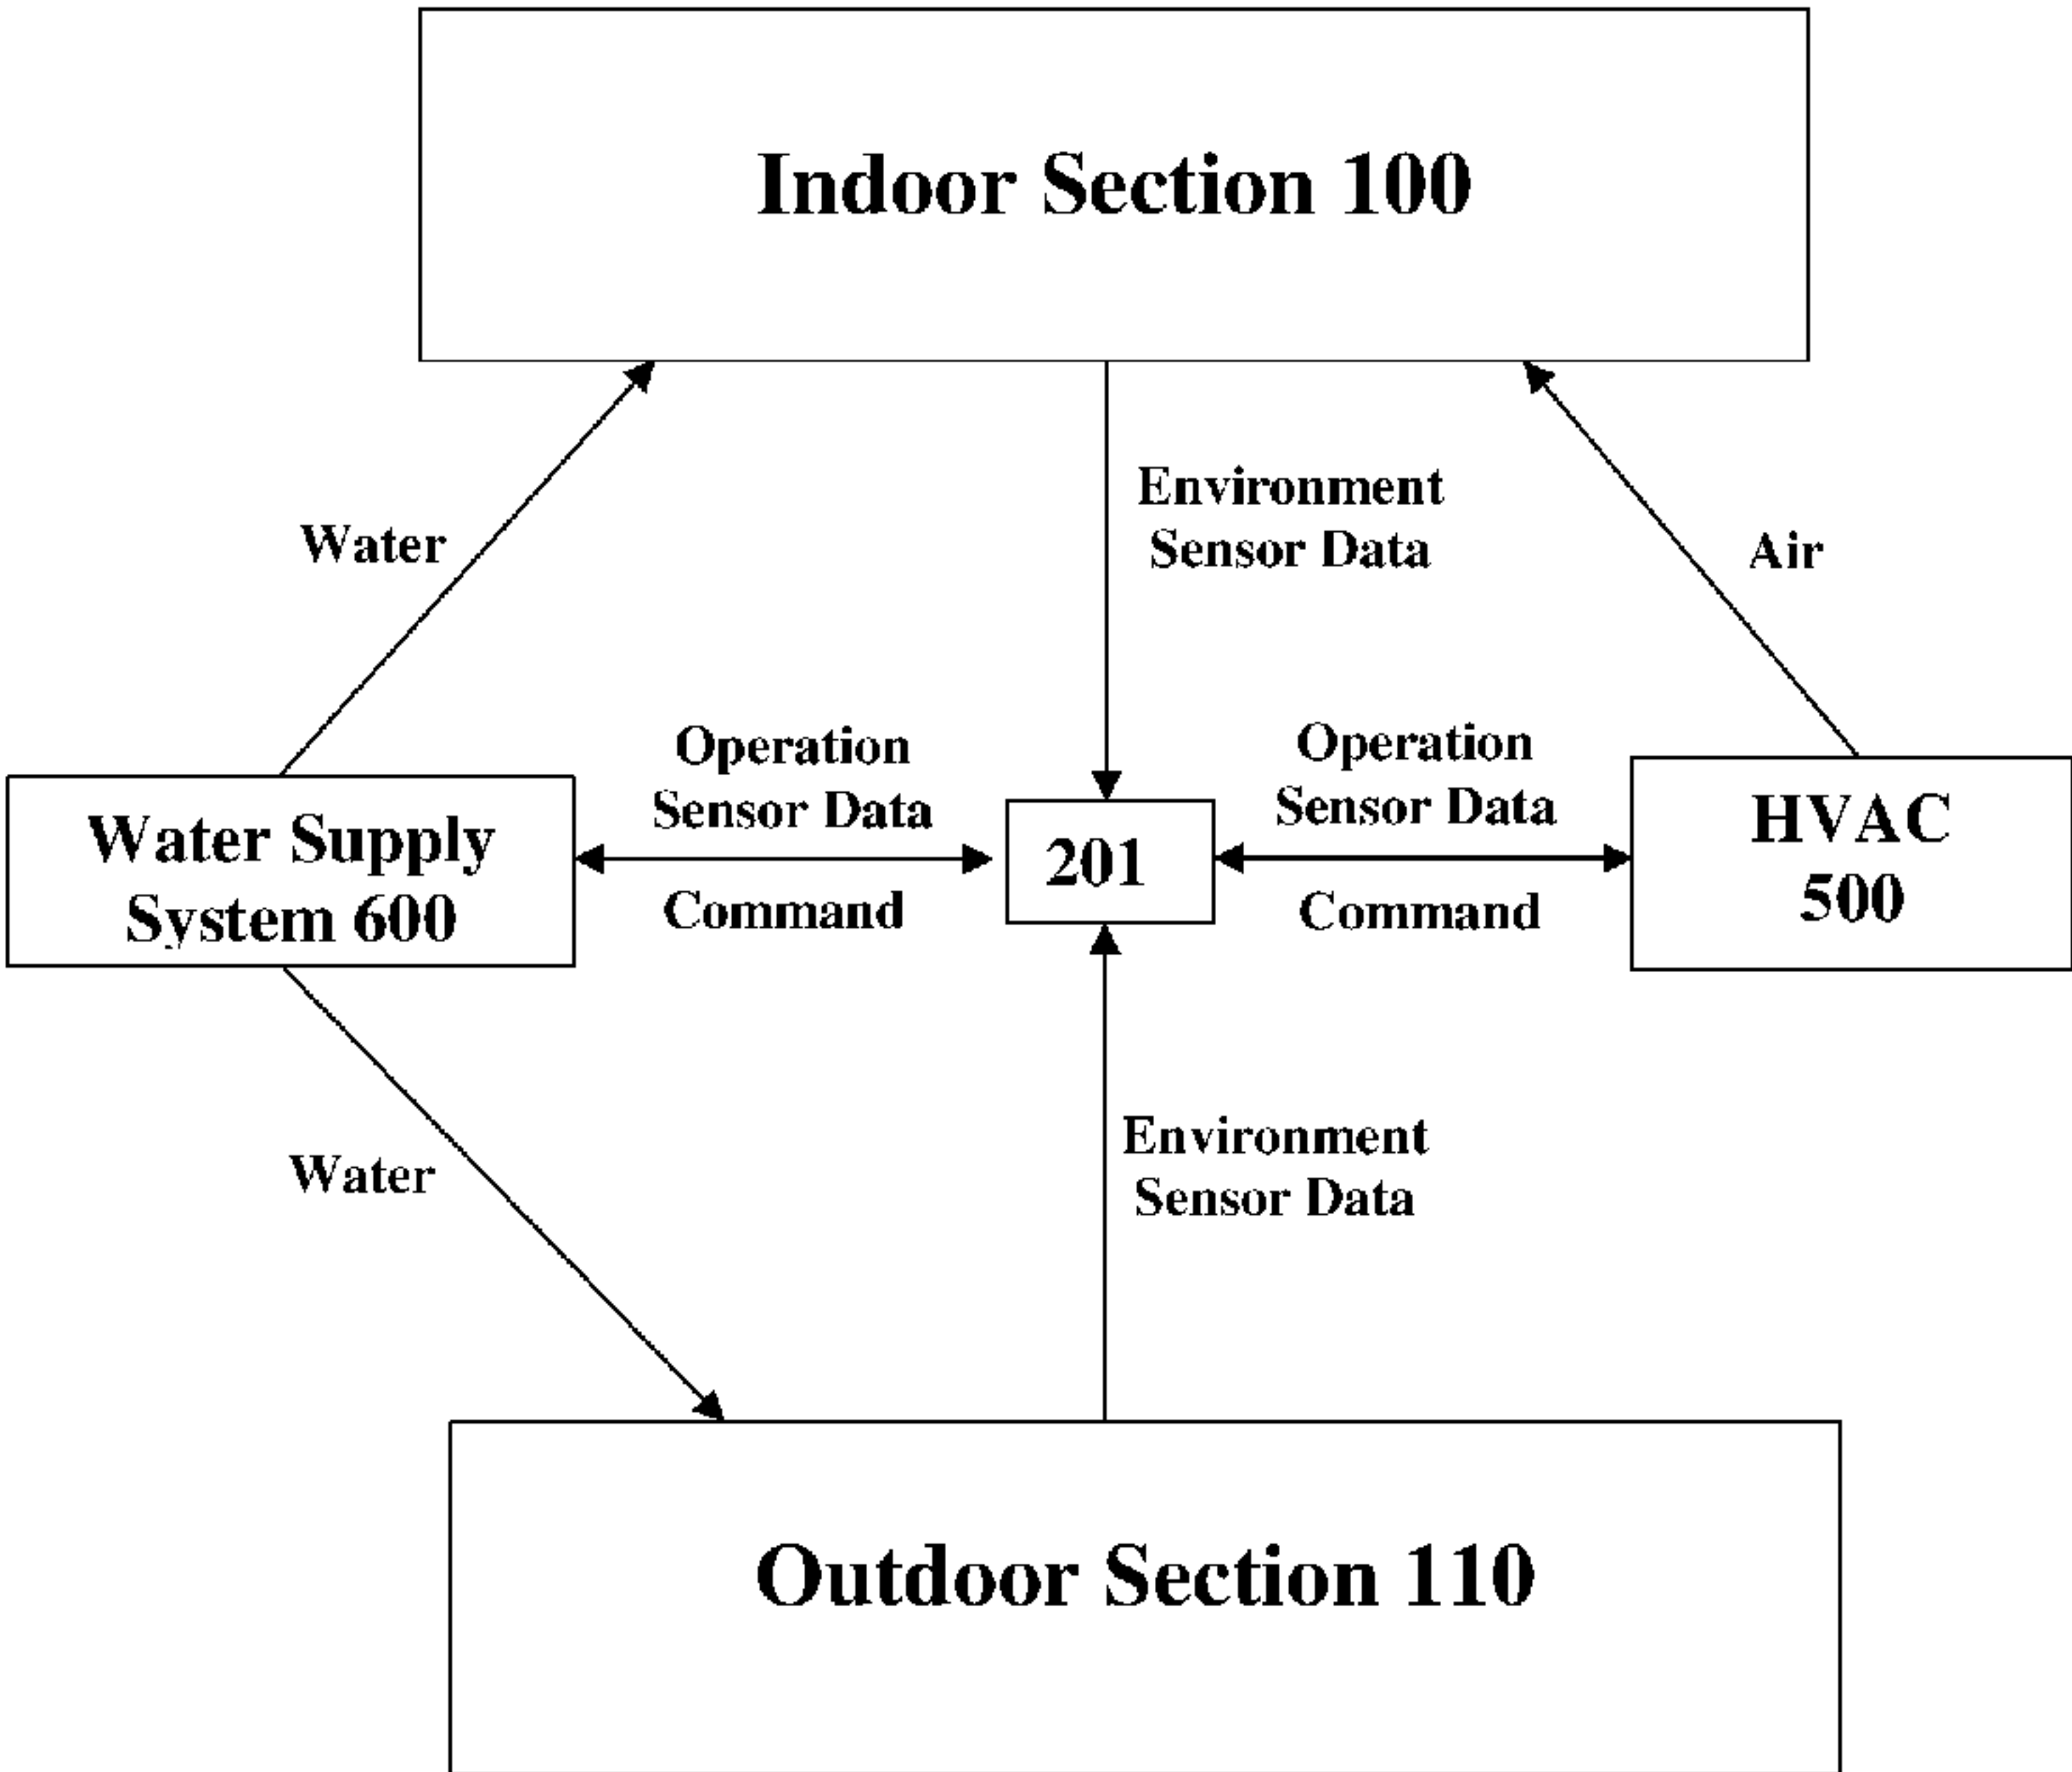 Indoor Section 100
Environment
Sensor Data
Water
Air
Operation
Sensor Data
Operation
Sensor Data
Water Supply
System 600
201
HVAC
500
Command
Command
Environment
Sensor Data
Water
Outdoor Section 110